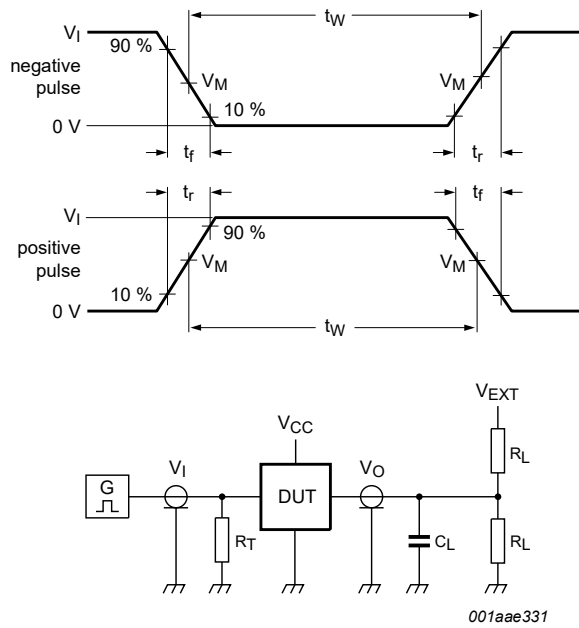 V_I
t_W
90 %
negative
pulse
V_M
V_M
10 %
0 V
t_f
t_r
t_r
t_f
V_I
90 %
positive
pulse
V_M
V_M
10 %
0 V
t_W
V_EXT
V_CC
R_L
V_I
V_O
G
DUT
R_T
C_L
R_L
001aae331